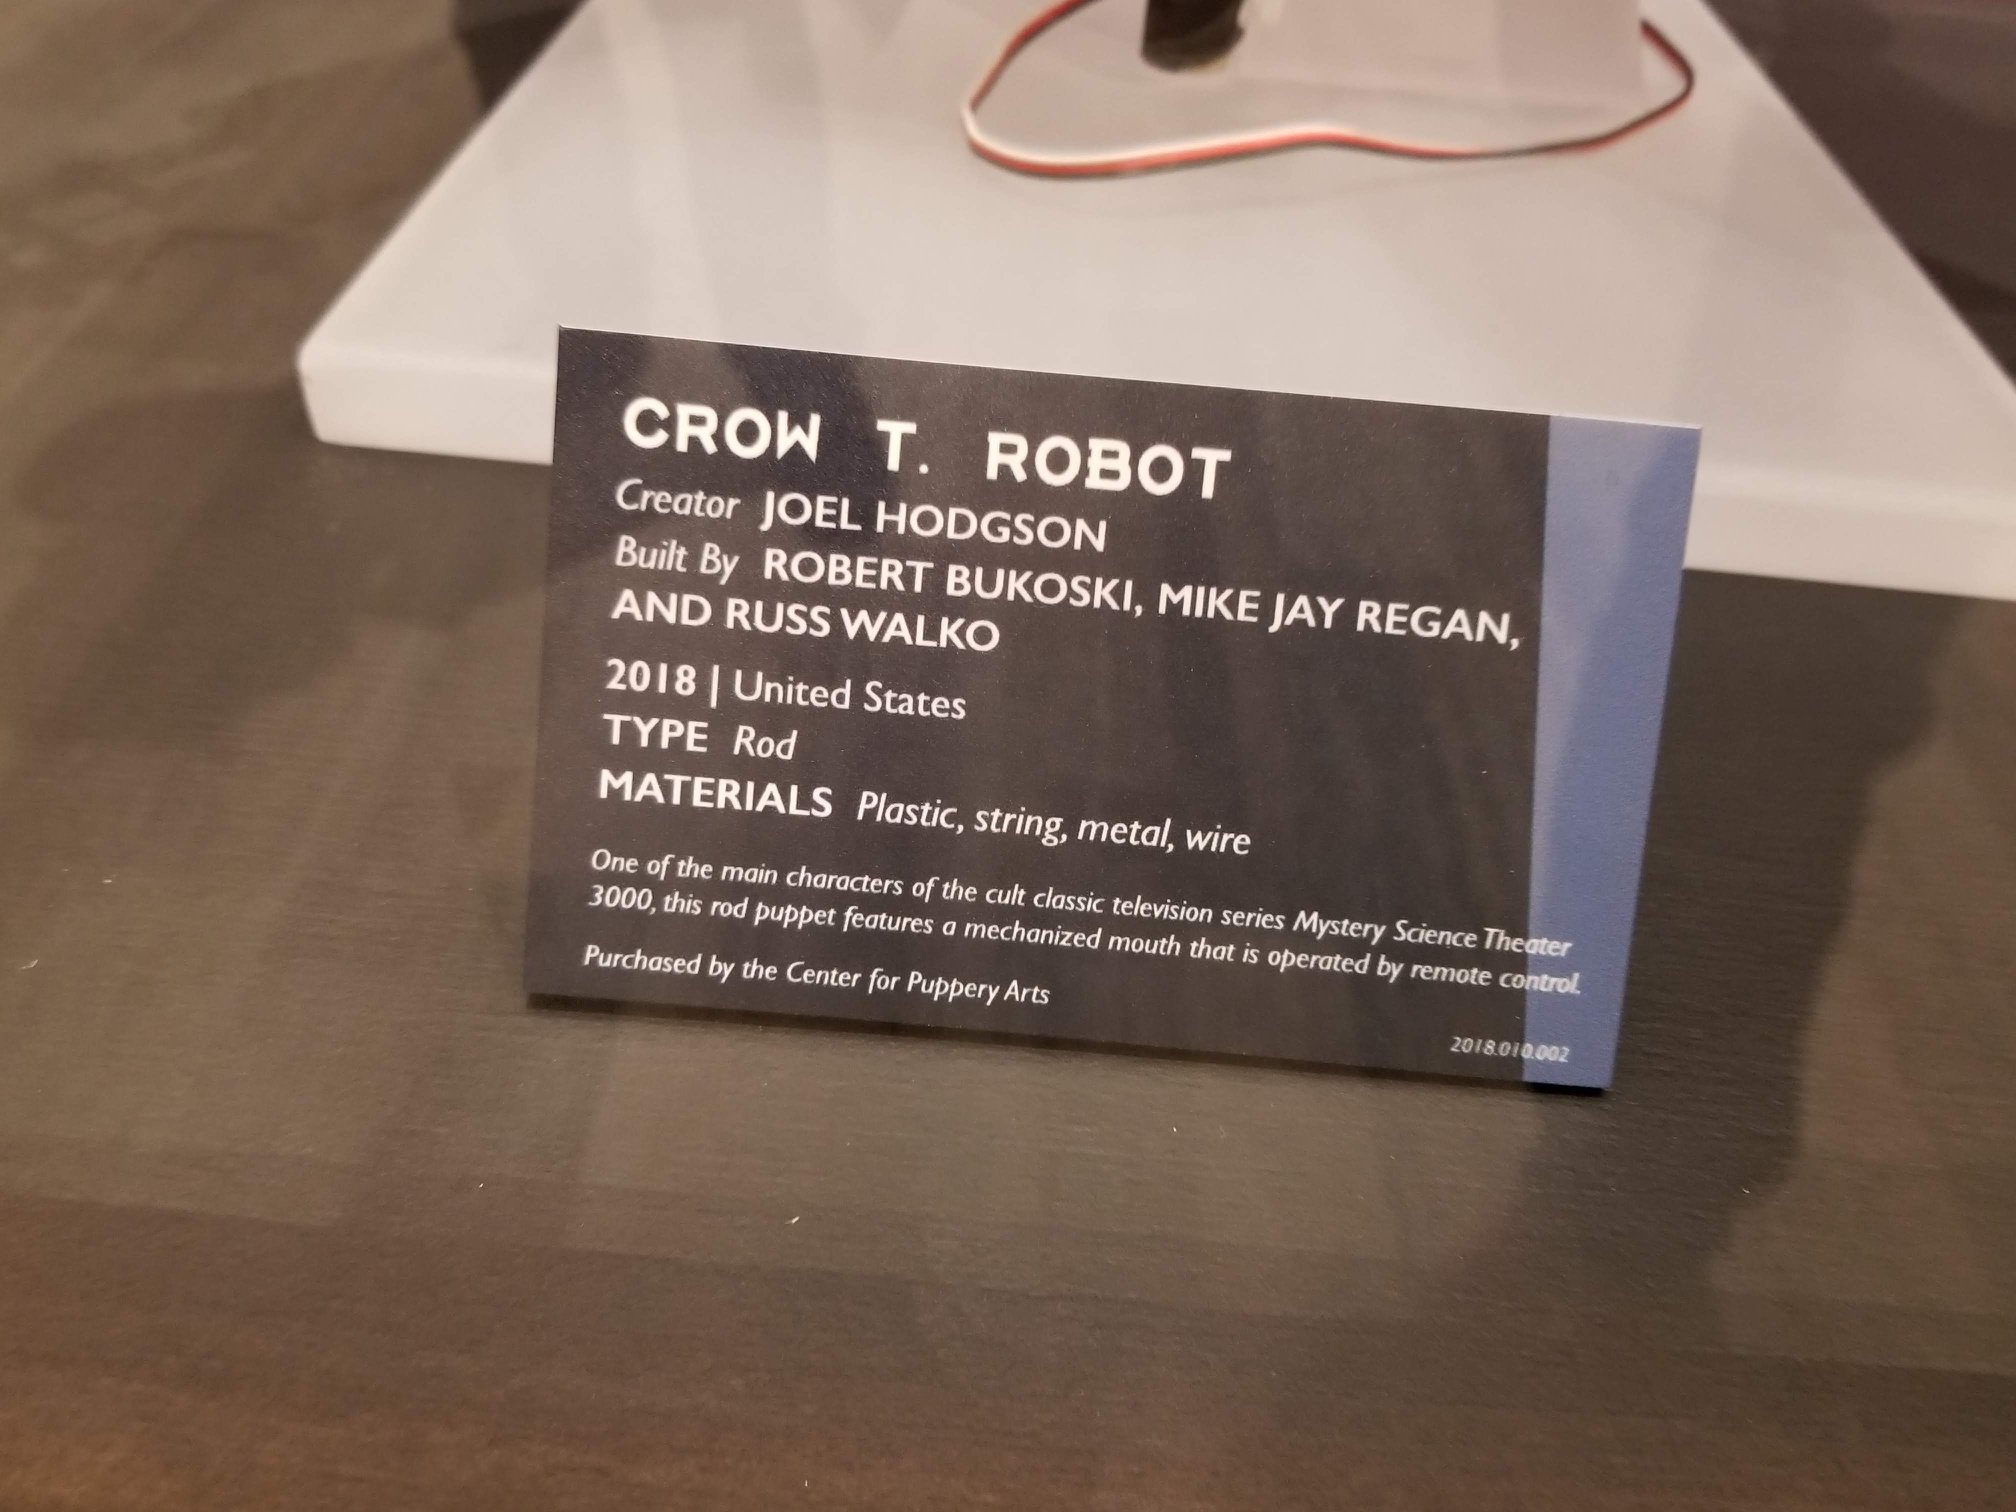 CROW T. ROBOT
Creator JOEL HODGSON
Built By ROBERT BUKOSKI, MIKE JAY REGAN,
AND RUSS WALKO
2018 | United States
TYPE Rod
MATERIALS Plastic, string, metal, wire
One of the main characters of the cult classic television series Mystery Science Theater
3000, this rod puppet features a mechanized mouth that is operated by remote control.
Purchased by the Center for Puppery Arts
2018.010.002